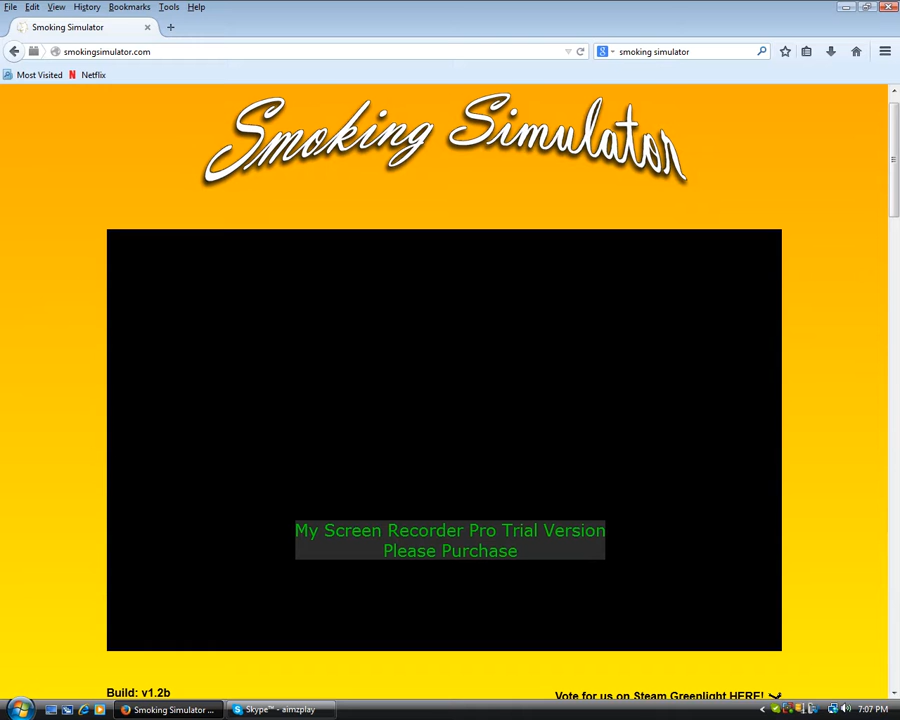 File Edit View History Bookmarks Tools Help
Smoking Simulator
smokingsimulator.com
smoking simulator
Most Visited Netflix
Smoking Simulator
My Screen Recorder Pro Trial Version
Please Purchase
Build: v1.2b
Vote for us on Steam Greenlight HERE!
Smoking Simulator ...
Skype™ - aimzplay
7:07 PM